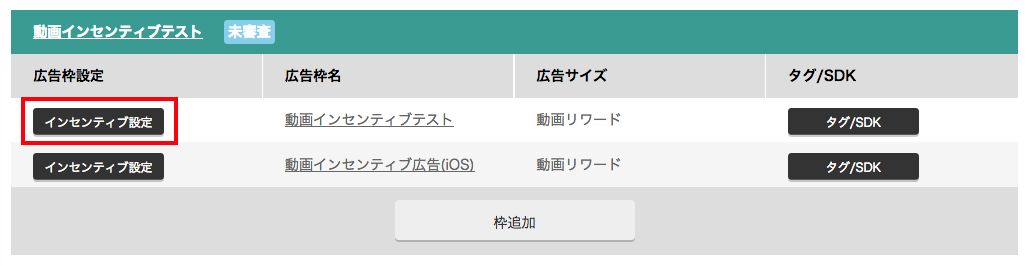 動画インセンティブテスト 未審査
広告枠設定 広告枠名 広告サイズ タグ/SDK
インセンティブ設定 動画インセンティブテスト 動画リワード タグ/SDK
インセンティブ設定 動画インセンティブ広告(iOS) 動画リワード タグ/SDK
枠追加